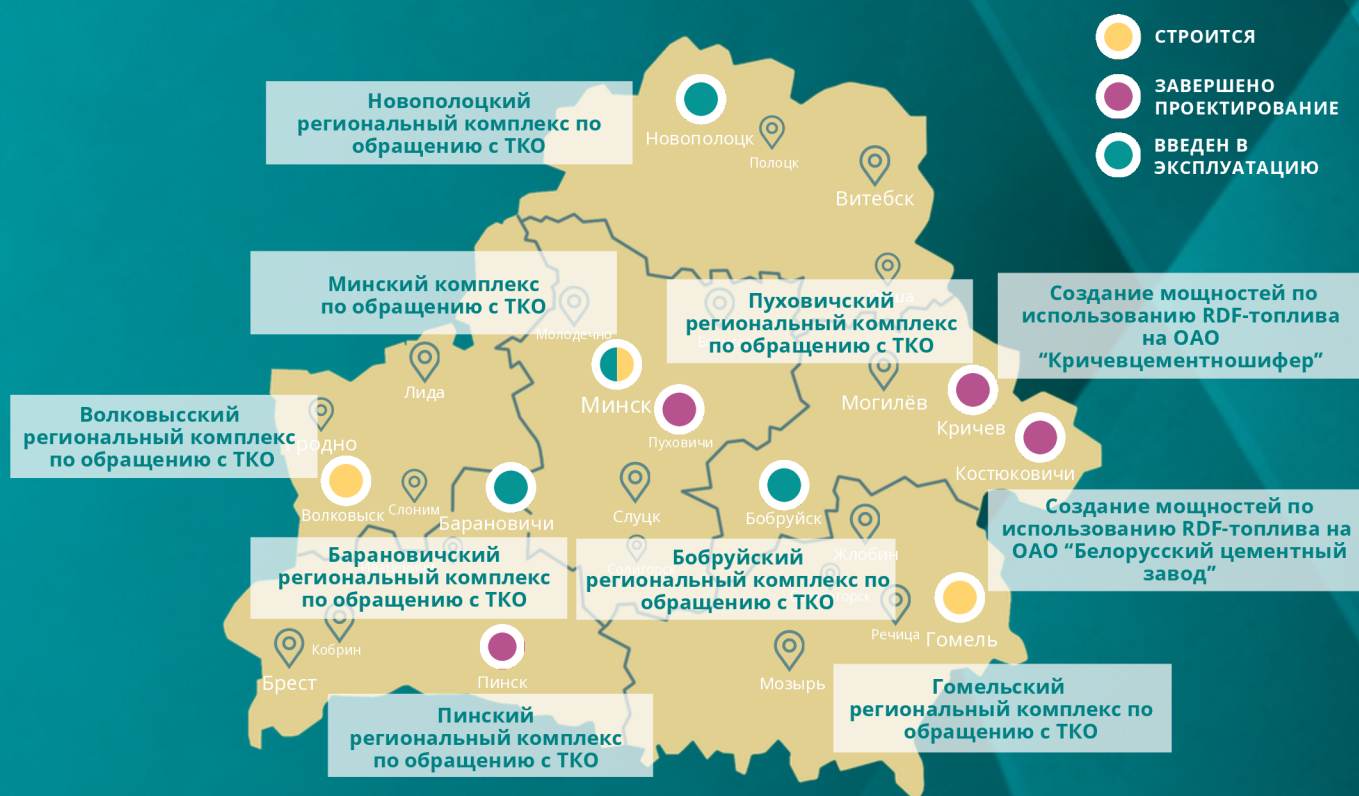 СТРОИТСЯ
ЗАВЕРШЕНО
ПРОЕКТИРОВАНИЕ
ВВЕДЕН В
ЭКСПЛУАТАЦИЮ
Новополоцкий
региональный комплекс по
обращению с ТКО
Новополоцк
Полоцк
Витебск
Минский комплекс
по обращению с ТКО
Молодечно
Пуховичский
региональный комплекс
по обращению с ТКО
Создание мощностей по
использованию RDF-топлива
на ОАО
“Кричевцементношифер”
Лида
Минск
Пуховичи
Могилёв
Кричев
Костюковичи
Волковысский
региональный комплекс
по обращению с ТКО
Волковыск
Слоним
Барановичи
Слуцк
Бобруйск
Создание мощностей по
использованию RDF-топлива на
ОАО “Белорусский цементный
завод”
Барановичский
региональный комплекс
по обращению с ТКО
Солигорск
Бобруйский
региональный комплекс по
обращению с ТКО
Жлобин
Речица
Гомель
Кобрин
Брест
Пинск
Мозырь
Гомельский
региональный комплекс по
обращению с ТКО
Пинский
региональный комплекс
по обращению с ТКО